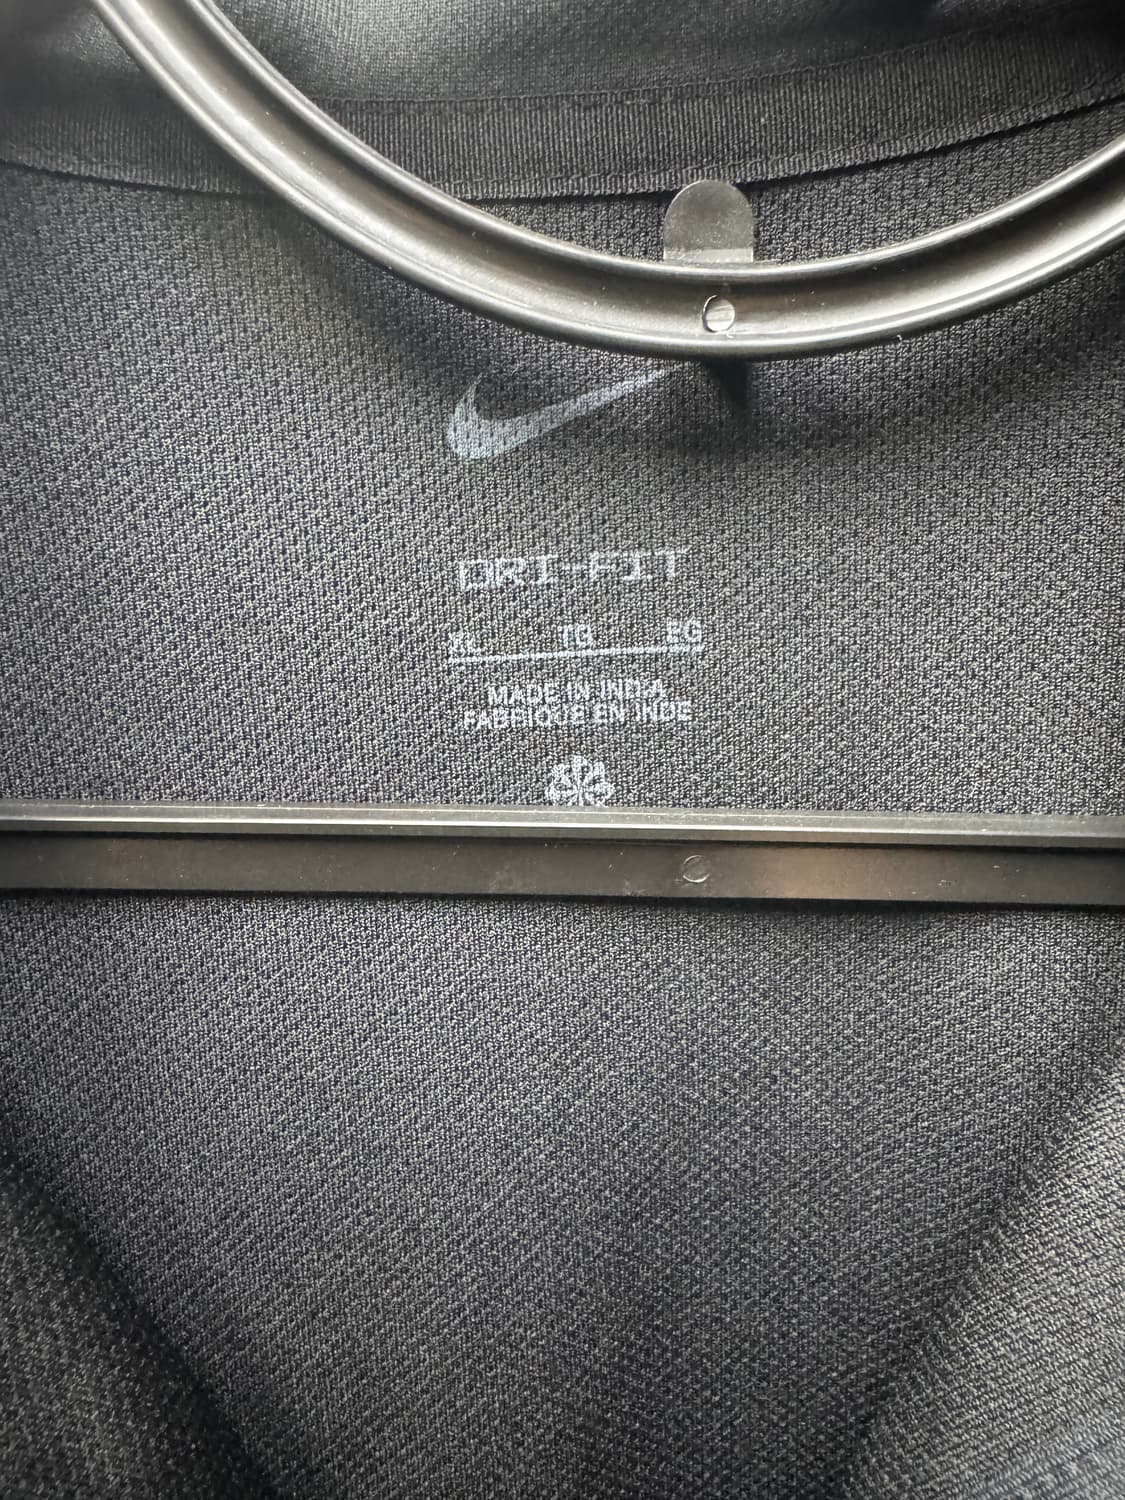 DRI-FIT
XL TG EG
MADE IN INDIA
FABRIQUÉ EN INDE